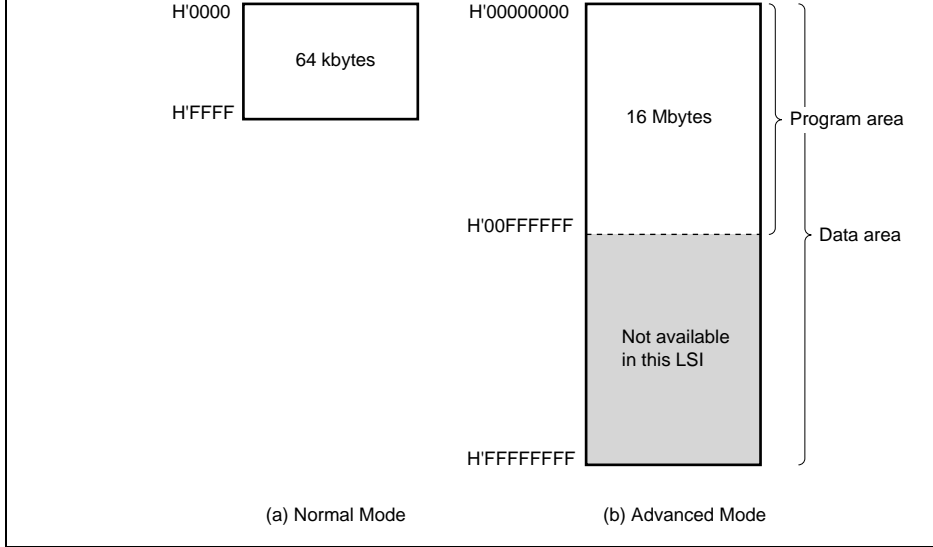 H'0000
64 kbytes
H'FFFF
(a) Normal Mode
H'00000000
16 Mbytes
Program area
H'00FFFFFF
Data area
Not available
in this LSI
H'FFFFFFFF
(b) Advanced Mode